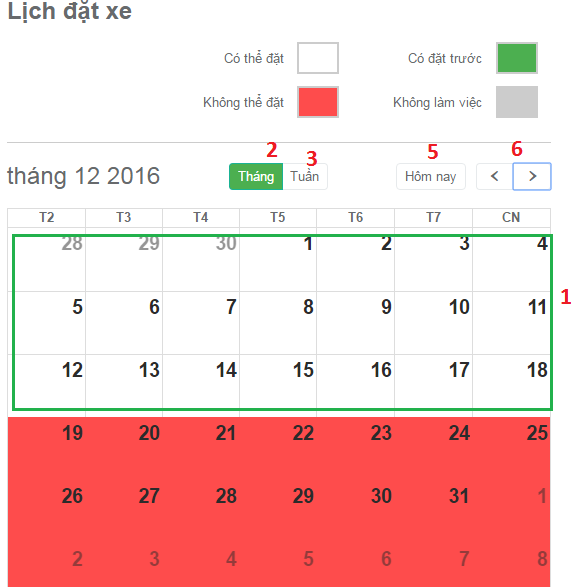 Lịch đặt xe
Có thể đặt Có đặt trước
Không thể đặt Không làm việc
2 3 5 6
tháng 12 2016 Tháng Tuần Hôm nay < >
T2 T3 T4 T5 T6 T7 CN
28 29 30 1 2 3 4
1
5 6 7 8 9 10 11
12 13 14 15 16 17 18
19 20 21 22 23 24 25
26 27 28 29 30 31 1
2 3 4 5 6 7 8